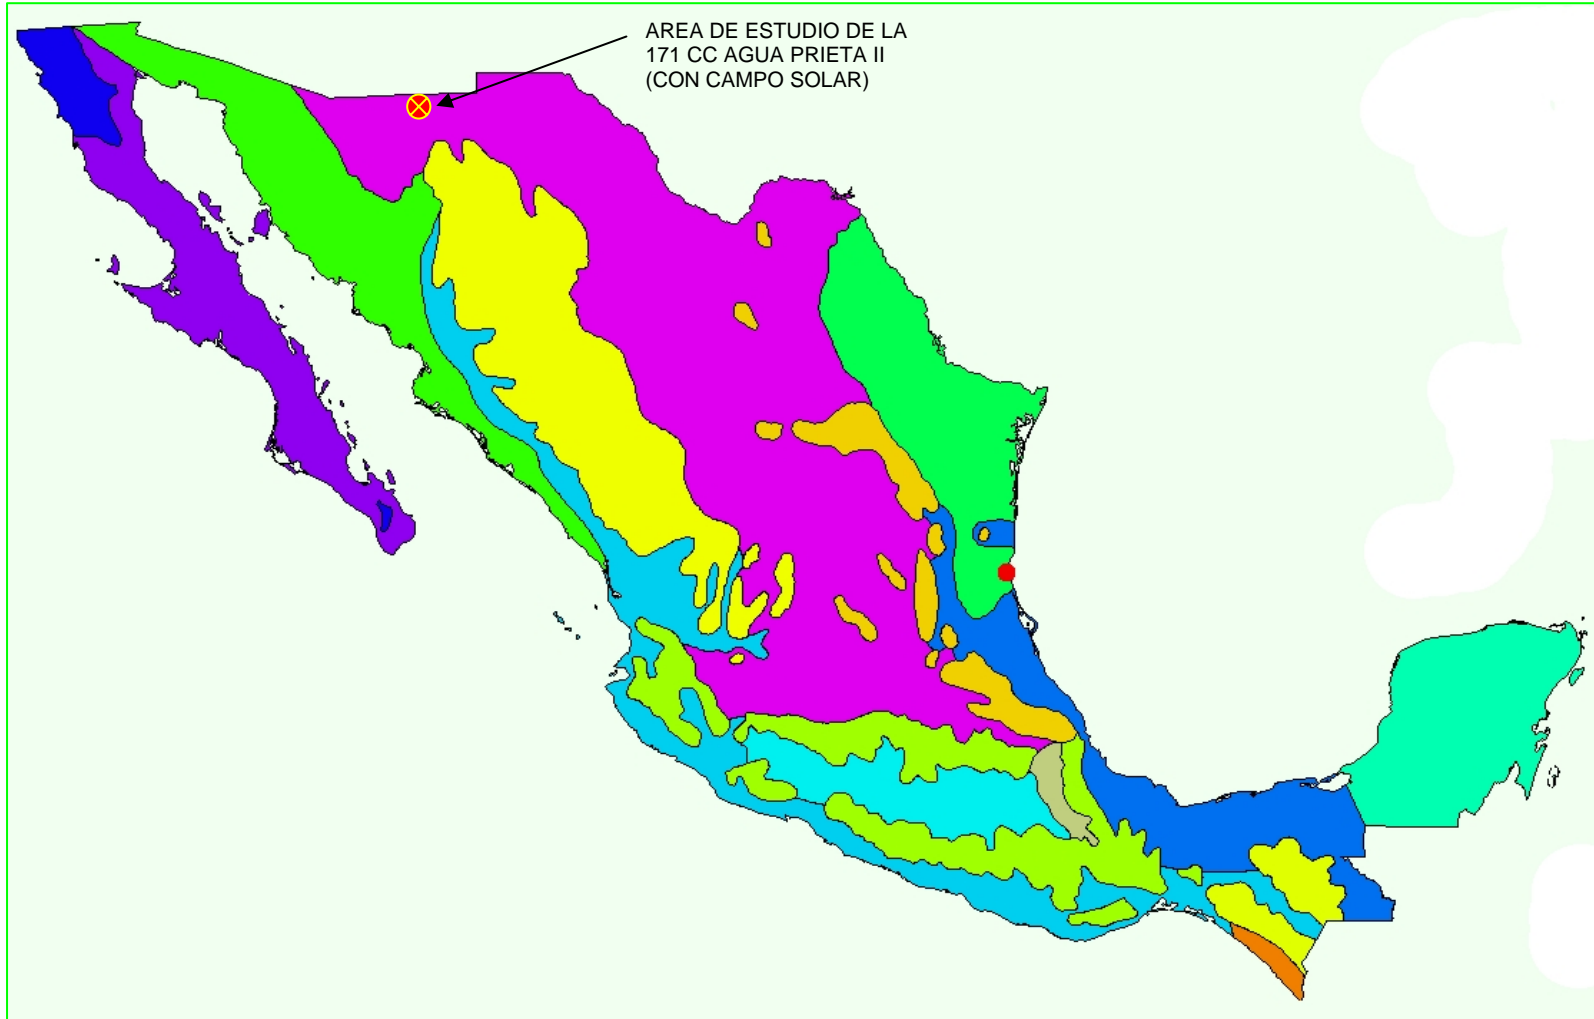 AREA DE ESTUDIO DE LA
171 CC AGUA PRIETA II
(CON CAMPO SOLAR)